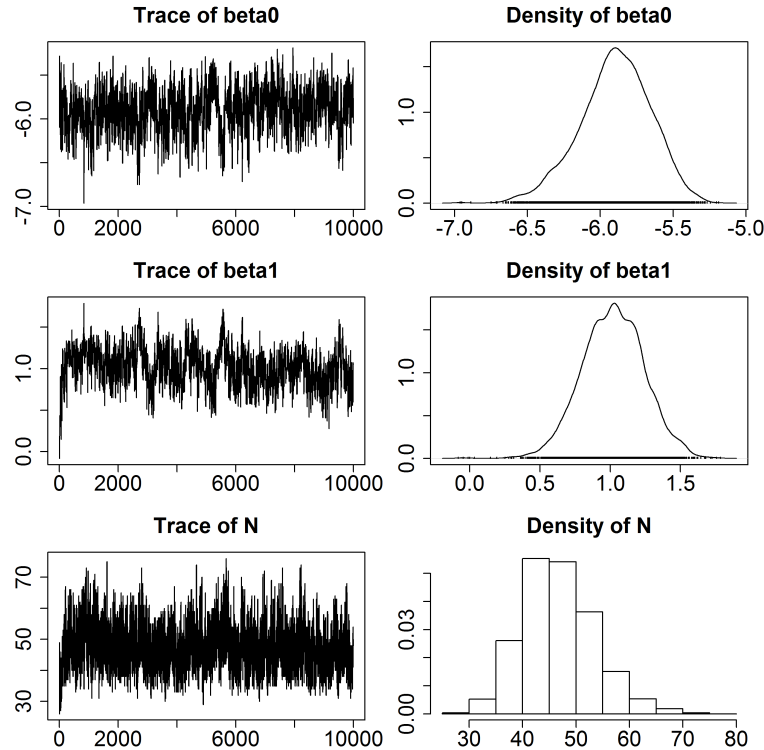 Trace of beta0
-6.0
-7.0
0 2000 6000 10000
Density of beta0
1.0
0.0
-7.0 -6.5 -6.0 -5.5 -5.0
Trace of beta1
1.0
0.0
0 2000 6000 10000
Density of beta1
1.0
0.0
0.0 0.5 1.0 1.5
Trace of N
70
50
30
0 2000 6000 10000
Density of N
0.03
0.00
30 40 50 60 70 80